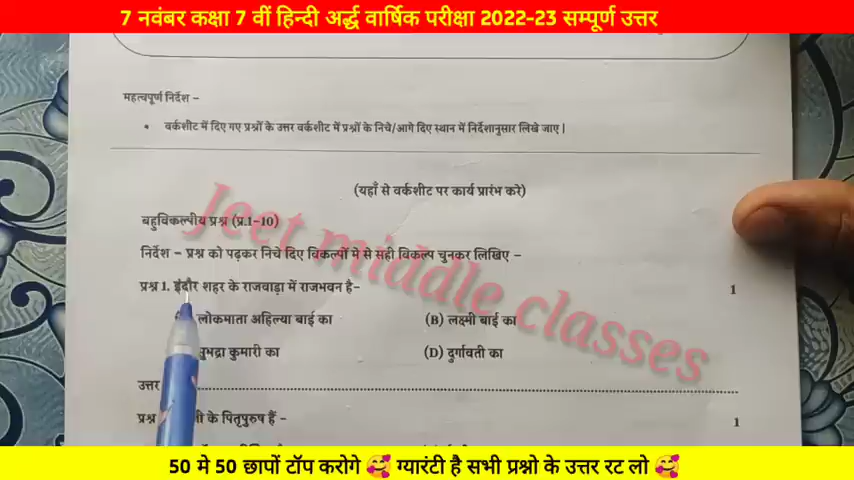 7 नवंबर कक्षा 7 वीं हिन्दी अर्द्ध वार्षिक परीक्षा 2022-23 सम्पूर्ण उत्तर
महत्वपूर्ण निर्देश –
• वर्कशीट में दिए गए प्रश्नों के उत्तर वर्कशीट में प्रश्नों के निचे/आगे दिए स्थान में निर्देशानुसार लिखे जाए |
(यहाँ से वर्कशीट पर कार्य प्रारंभ करे)
बहुविकल्पीय प्रश्न (प्र.1-10)
निर्देश – प्रश्न को पढ़कर निचे दिए विकल्पों मे से सही विकल्प चुनकर लिखिए –
प्रश्न 1. इंदौर शहर के राजवाड़ा में राजभवन है- 1
लोकमाता अहिल्या बाई का (B) लक्ष्मी बाई का
सुभद्रा कुमारी का (D) दुर्गावती का
उत्तर
प्रश्न के पितृपुरुष हैं - 1
Jeet middle classes
50 मे 50 छापों टॉप करोगे 🥰 ग्यारंटी है सभी प्रश्नो के उत्तर रट लो 🥰